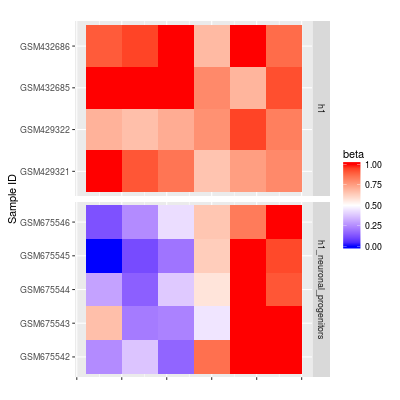 Sample ID
GSM432686
GSM432685
GSM429322
GSM429321
h1
GSM675546
GSM675545
GSM675544
GSM675543
GSM675542
h1_neuronal_progenitors
beta
1.00
0.75
0.50
0.25
0.00